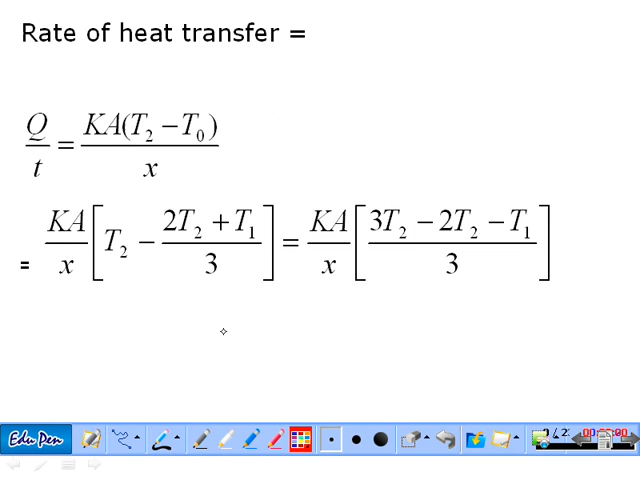 Rate of heat transfer =
Q/t = KA(T₂ − T₀)/x
= KA/x [T₂ − (2T₂ + T₁)/3] = KA/x [(3T₂ − 2T₂ − T₁)/3]
Edu Pen